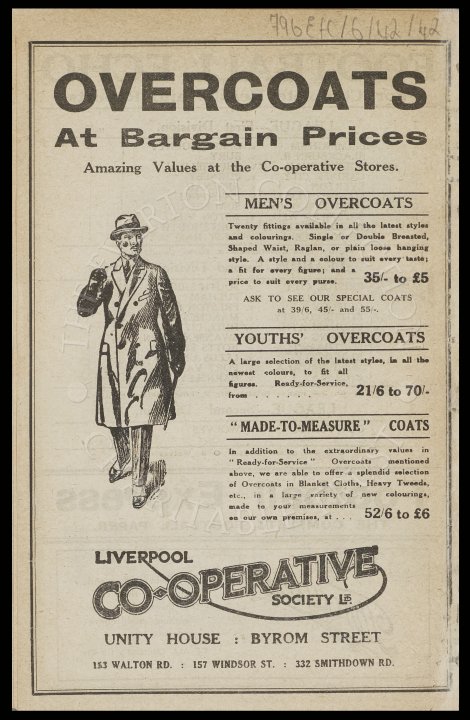 796 EFC/6/42/42
OVERCOATS
At Bargain Prices
Amazing Values at the Co-operative Stores.
MEN'S OVERCOATS
Twenty fittings available in all the latest styles
and colourings. Single or Double Breasted,
Shaped Waist, Raglan, or plain loose hanging
style. A style and a colour to suit every taste;
a fit for every figure; and a
price to suit every purse. 35/- to £5
ASK TO SEE OUR SPECIAL COATS
at 39/6, 45/- and 55/-.
YOUTHS' OVERCOATS
A large selection of the latest styles, in all the
newest colours, to fit all
figures. Ready-for-Service,
from . . . . . . . 21/6 to 70/-
"MADE-TO-MEASURE" COATS
In addition to the extraordinary values in
"Ready-for-Service" Overcoats mentioned
above, we are able to offer a splendid selection
of Overcoats in Blanket Cloths, Heavy Tweeds,
etc., in a large variety of new colourings,
made to your measurements
on our own premises, at . . . 52/6 to £6
LIVERPOOL
CO-OPERATIVE
SOCIETY LTD.
UNITY HOUSE : BYROM STREET
183 WALTON RD. : 157 WINDSOR ST. : 332 SMITHDOWN RD.